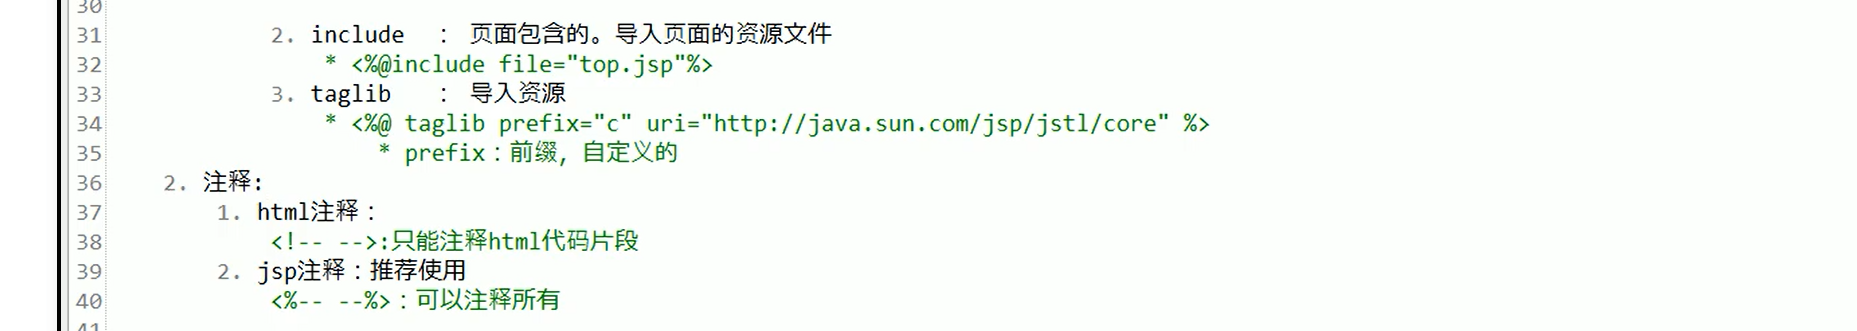 30
31 2. include : 页面包含的。导入页面的资源文件
32 * <%@include file="top.jsp"%>
33 3. taglib : 导入资源
34 * <%@ taglib prefix="c" uri="http://java.sun.com/jsp/jstl/core" %>
35 * prefix：前缀，自定义的
36 2. 注释:
37 1. html注释：
38 <!-- -->:只能注释html代码片段
39 2. jsp注释：推荐使用
40 <%-- --%>：可以注释所有
41